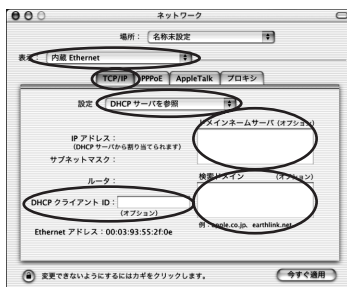 ネットワーク
場所： 名称未設定
表示： 内蔵 Ethernet
TCP/IP PPPoE AppleTalk プロキシ
設定： DHCP サーバを参照
ドメインネームサーバ (オプション)
IP アドレス：
(DHCP サーバから割り当てられます)
サブネットマスク：
ルータ：
検索ドメイン (オプション)
DHCP クライアント ID：
(オプション)
例：apple.co.jp、earthlink.net
Ethernet アドレス：00:03:93:55:2f:0e
変更できないようにするにはカギをクリックします。
今すぐ適用